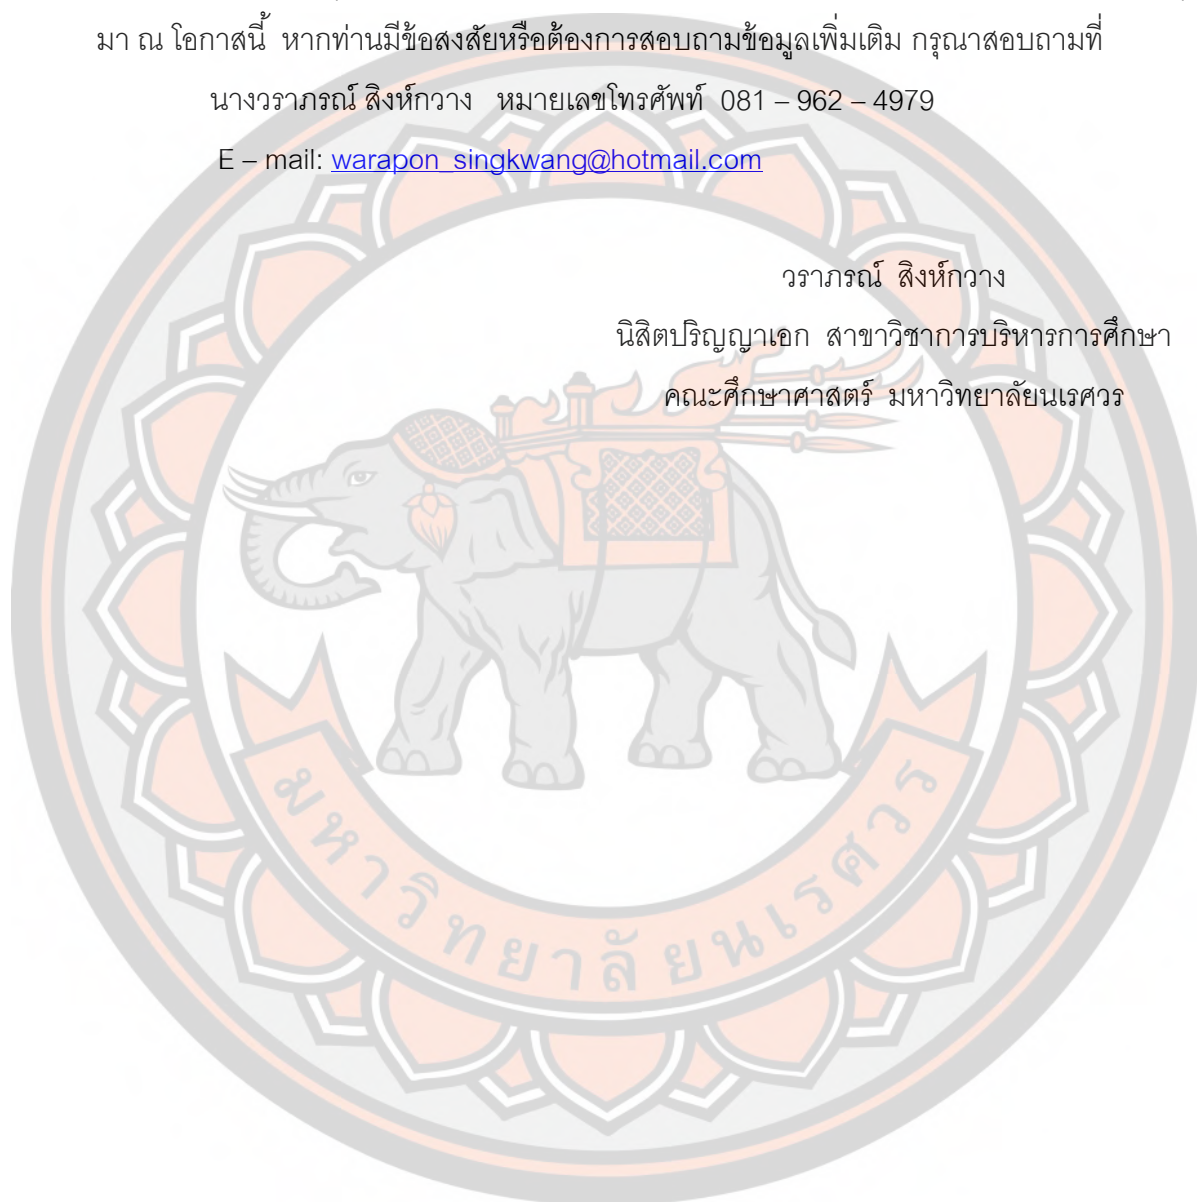 มา ณ โอกาสนี้ หากท่านมีข้อสงสัยหรือต้องการสอบถามข้อมูลเพิ่มเติม กรุณาสอบถามที่
นางวราภรณ์ สิงห์กวาง หมายเลขโทรศัพท์ 081 – 962 – 4979
E – mail: warapon_singkwang@hotmail.com
วราภรณ์ สิงห์กวาง
นิสิตปริญญาเอก สาขาวิชาการบริหารการศึกษา
คณะศึกษาศาสตร์ มหาวิทยาลัยนเรศวร
มหาวิทยาลัยนเรศวร